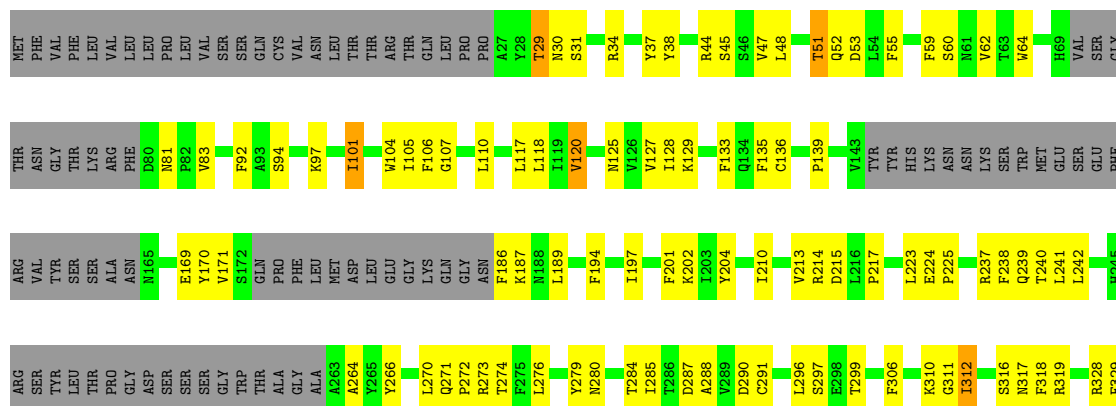 MET PHE VAL PHE LEU VAL LEU LEU PRO LEU VAL SER SER GLN CYS VAL ASN LEU THR THR ARG THR GLN LEU PRO PRO A27 Y28 T29 N30 S31 R34 Y37 Y38 R44 S45 S46 V47 L48 T51 Q52 D53 L54 F55 F59 S60 N61 V62 T63 W64 H69 VAL SER GLY
THR ASN GLY THR LYS ARG PHE D80 N81 P82 V83 F92 A93 S94 K97 I101 W104 I105 F106 G107 L110 L117 L118 I119 V120 N125 V126 V127 I128 K129 F133 Q134 F135 C136 P139 V143 TYR TYR HIS LYS ASN ASN LYS SER TRP MET GLU SER GLU PHE
ARG VAL TYR SER SER ALA ASN N165 E169 Y170 V171 S172 GLN PRO PHE LEU MET ASP LEU GLU GLY LYS GLN GLY ASN F186 K187 N188 L189 F194 I197 F201 K202 I203 Y204 I210 V213 R214 D215 L216 P217 L223 E224 P225 R237 F238 Q239 T240 L241 L242 H245
ARG SER TYR LEU THR PRO GLY ASP SER SER SER GLY TRP THR ALA GLY ALA A263 A264 Y265 Y266 L270 Q271 P272 R273 T274 F275 L276 Y279 N280 T284 I285 T286 D287 A288 V289 D290 C291 L296 S297 E298 T299 F306 K310 G311 I312 S316 N317 F318 R319 R328 F329